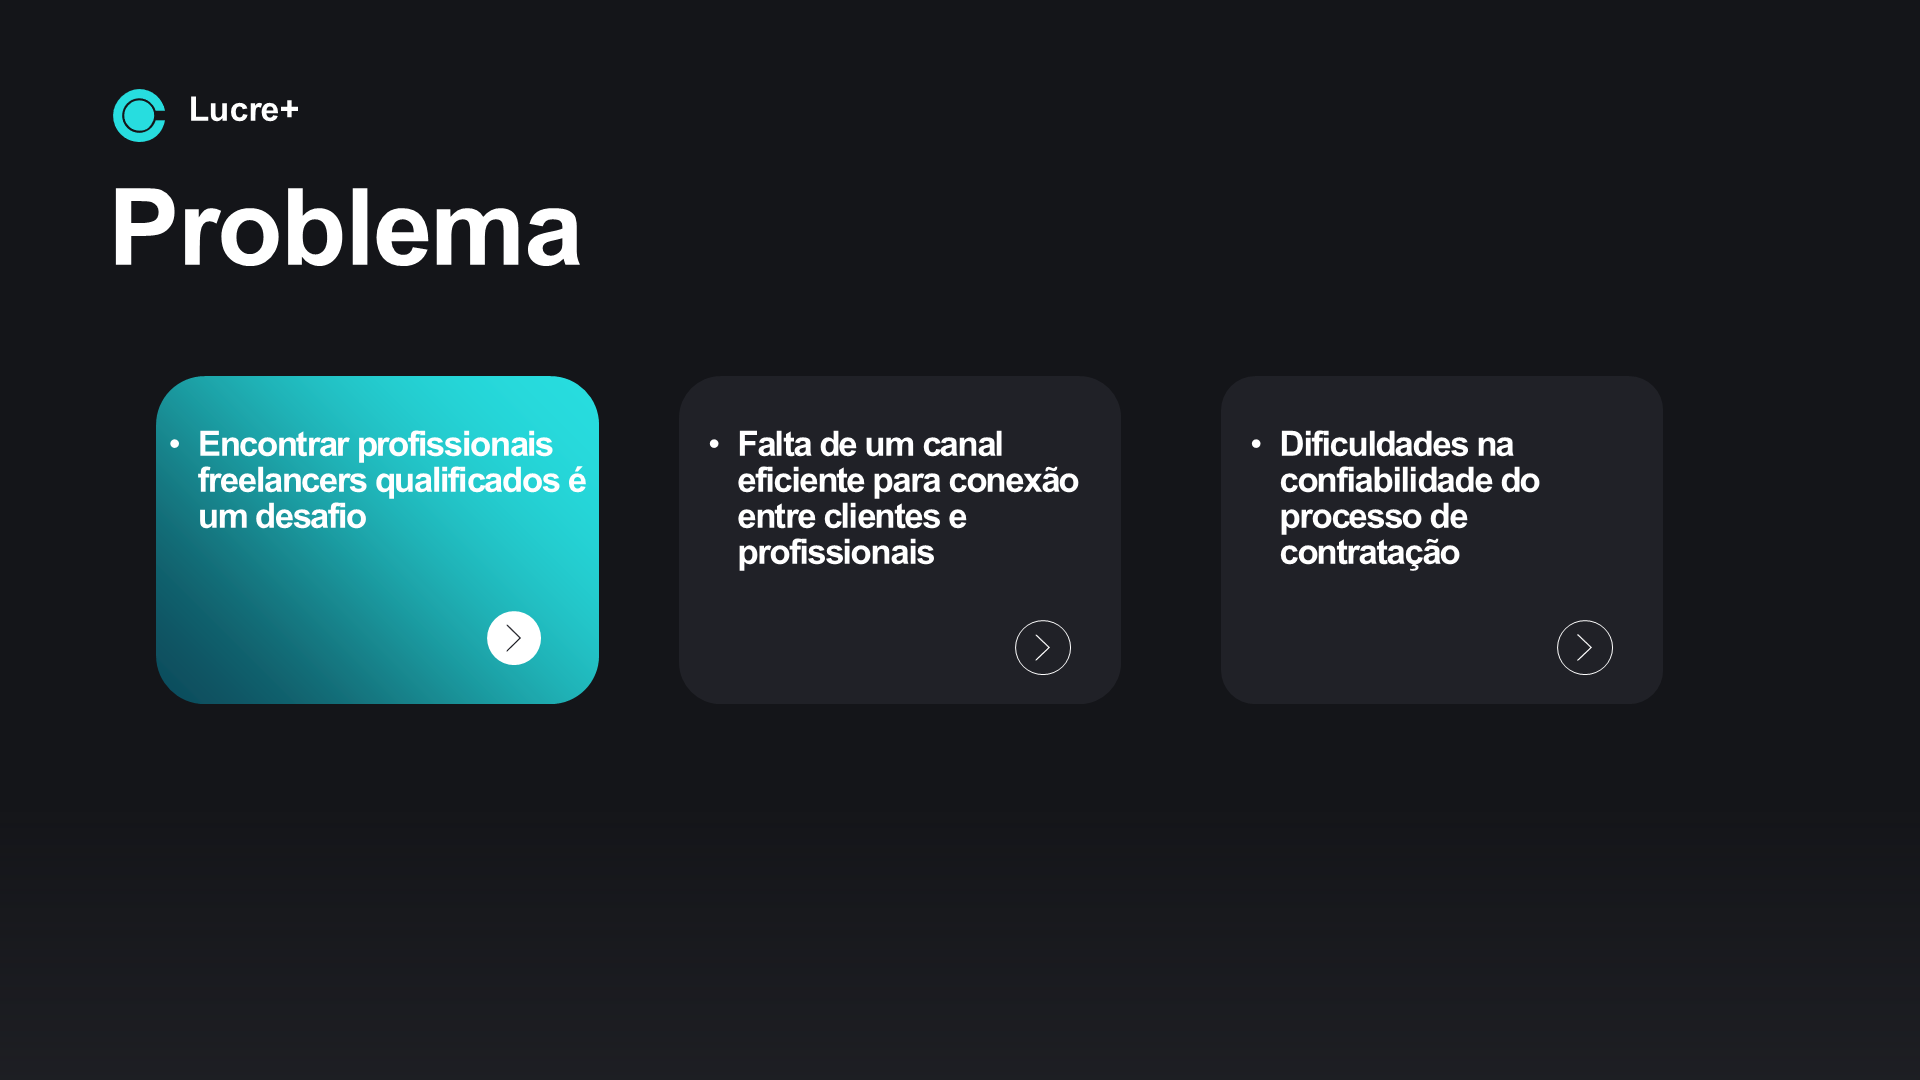 Lucre+
Problema
• Encontrar profissionais
freelancers qualificados é
um desafio
• Falta de um canal
eficiente para conexão
entre clientes e
profissionais
• Dificuldades na
confiabilidade do
processo de
contratação